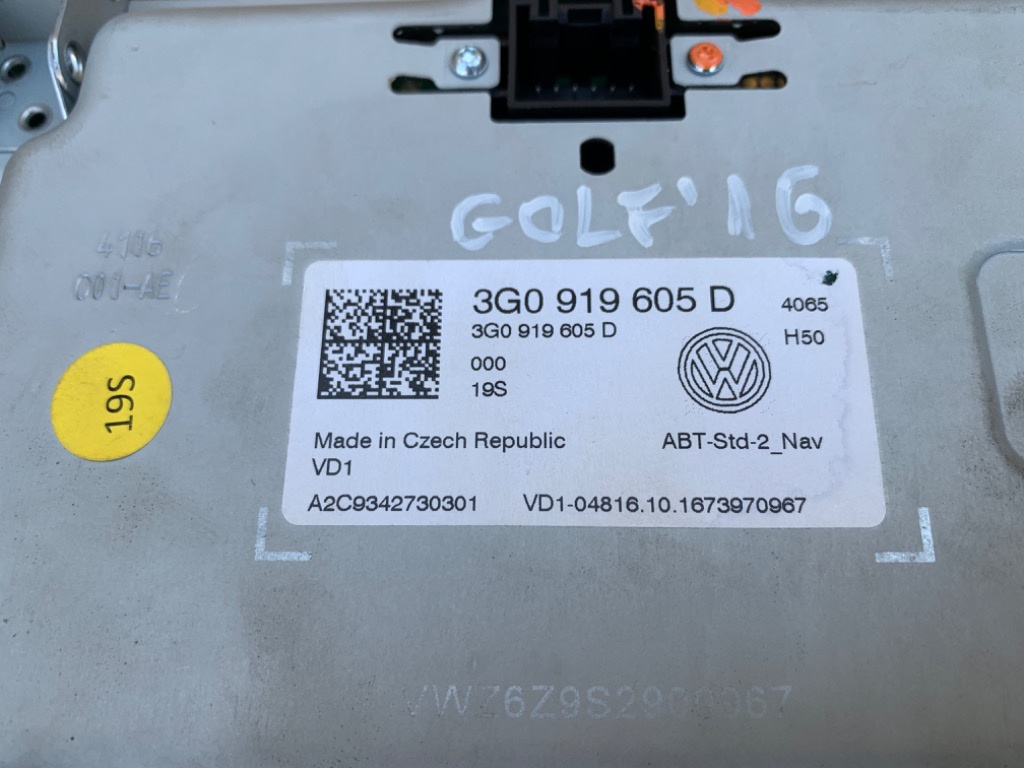 GOLF'16
4116
001-AE
3G0 919 605 D
4065
3G0 919 605 D
H50
000
19S
19S
Made in Czech Republic
ABT-Std-2_Nav
VD1
A2C9342730301
VD1-04816.10.1673970967